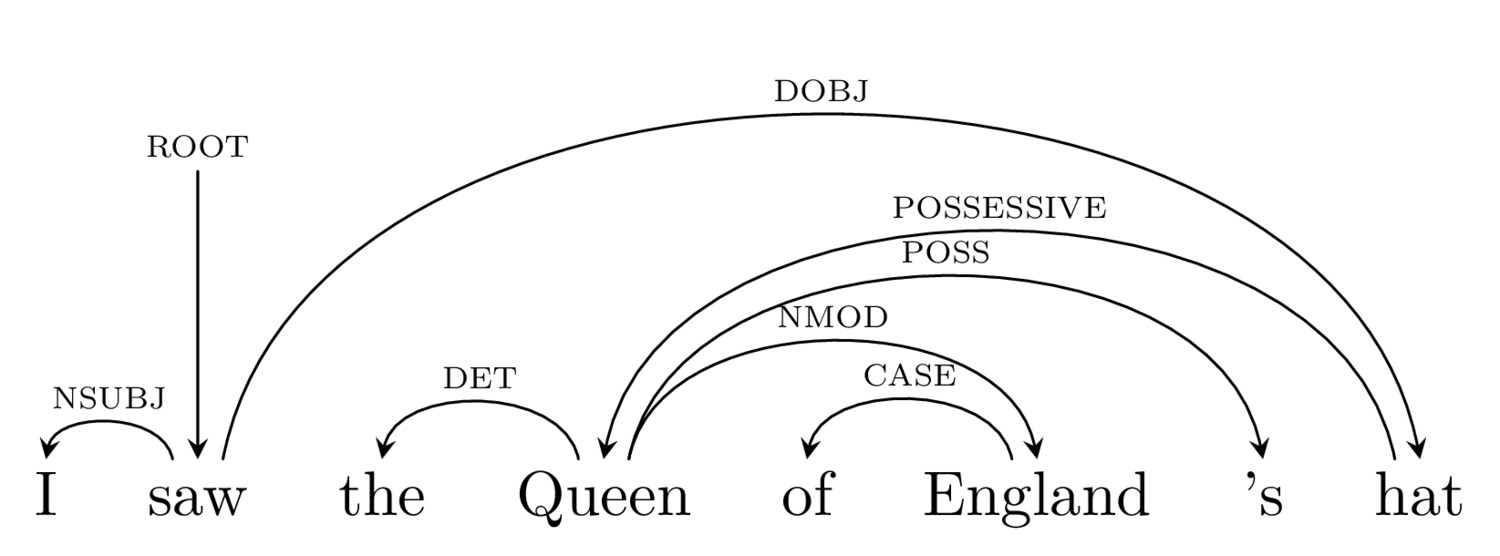 DOBJ
ROOT
POSSESSIVE
POSS
NMOD
CASE
DET
NSUBJ
I saw the Queen of England 's hat